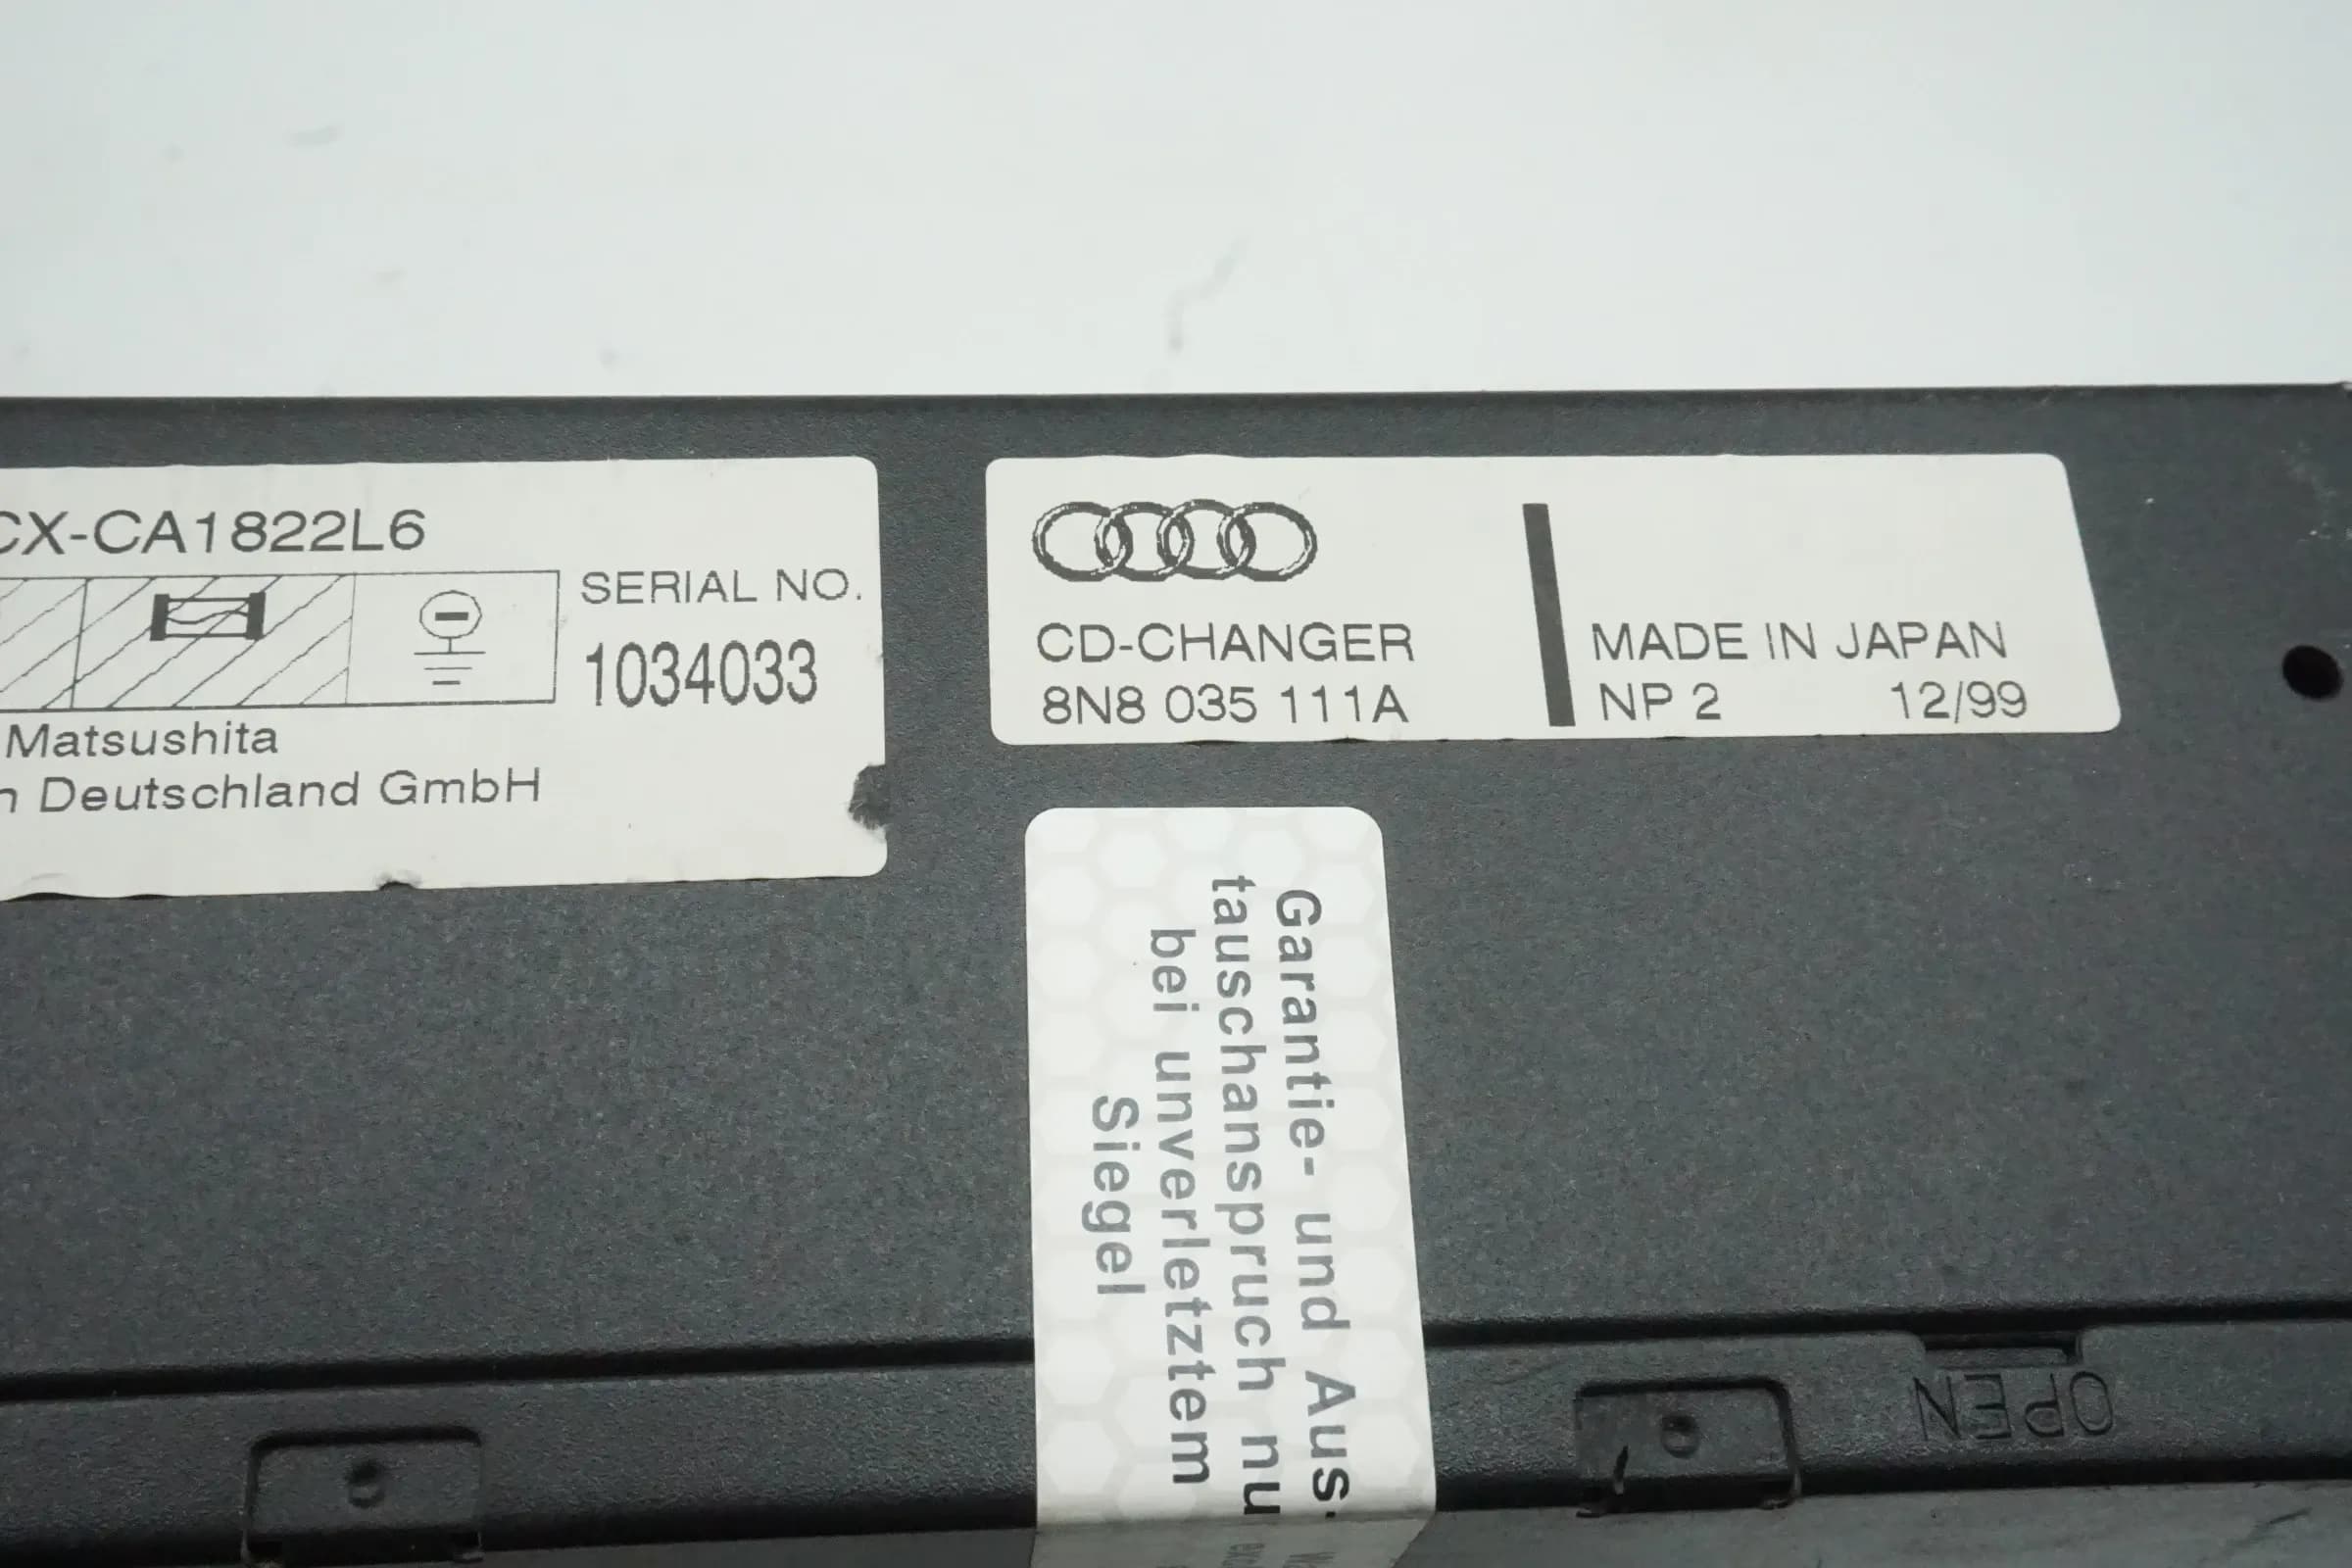 CX-CA1822L6
SERIAL NO.
1034033
Matsushita
n Deutschland GmbH
CD-CHANGER
8N8 035 111A
MADE IN JAPAN
NP 2 12/99
Garantie- und Aus-
tauschanspruch nu
bei unverletztem
Siegel
OPEN